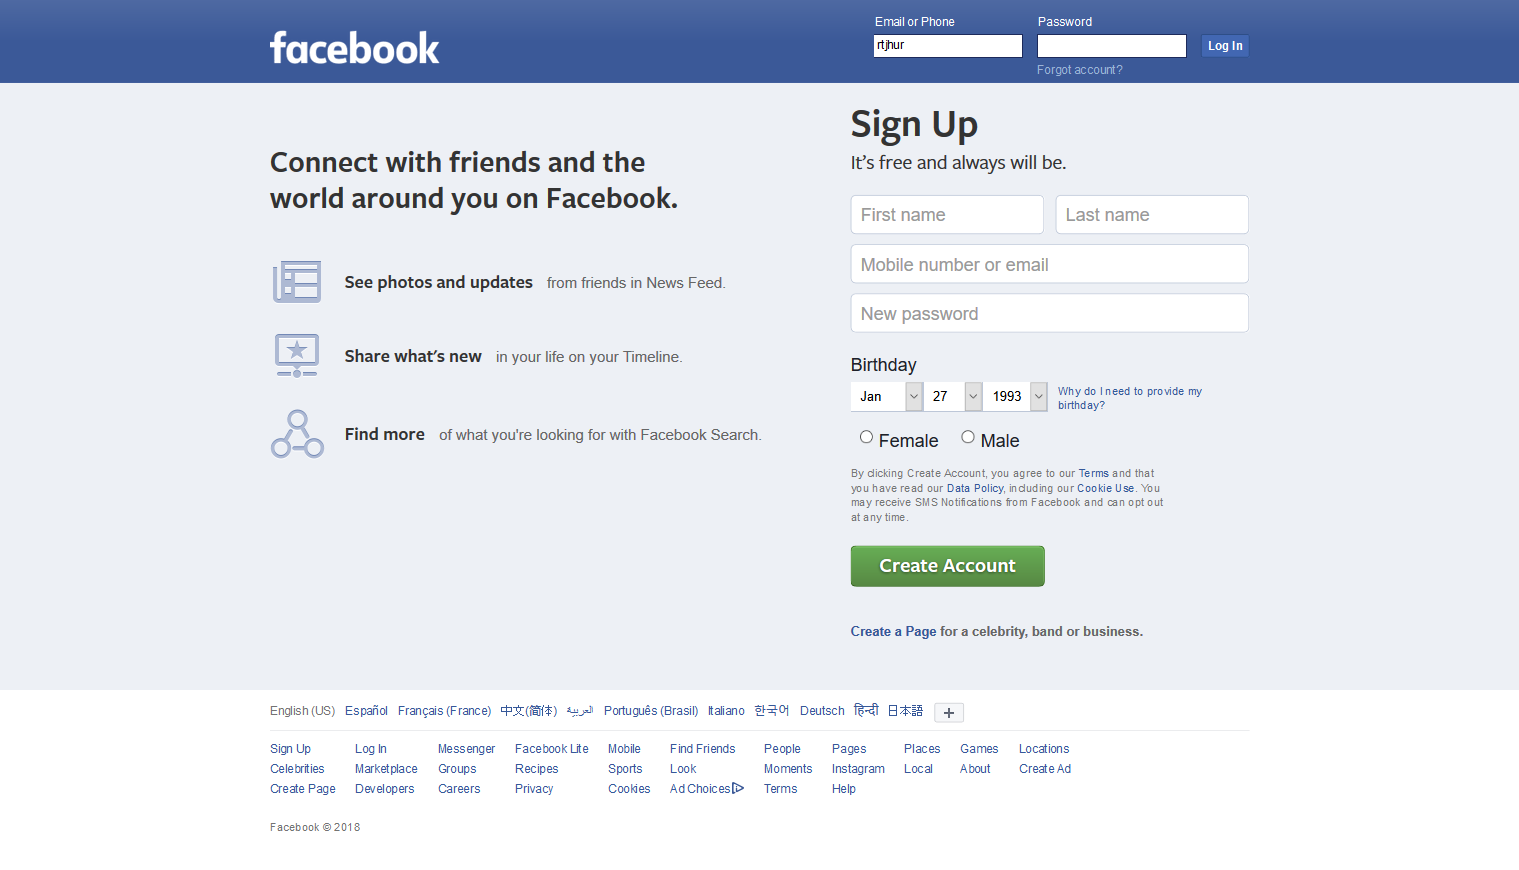 facebook
Email or Phone
Password
rtjhur
Log In
Forgot account?
Connect with friends and the
world around you on Facebook.
See photos and updates from friends in News Feed.
Share what's new in your life on your Timeline.
Find more of what you're looking for with Facebook Search.
Sign Up
It's free and always will be.
First name
Last name
Mobile number or email
New password
Birthday
Jan
27
1993
Why do I need to provide my
birthday?
Female
Male
By clicking Create Account, you agree to our Terms and that
you have read our Data Policy, including our Cookie Use. You
may receive SMS Notifications from Facebook and can opt out
at any time.
Create Account
Create a Page for a celebrity, band or business.
English (US) Español Français (France) 中文(简体) العربية Português (Brasil) Italiano 한국어 Deutsch हिन्दी 日本語 +
Sign Up Log In Messenger Facebook Lite Mobile Find Friends People Pages Places Games Locations
Celebrities Marketplace Groups Recipes Sports Look Moments Instagram Local About Create Ad
Create Page Developers Careers Privacy Cookies Ad Choices Terms Help
Facebook © 2018